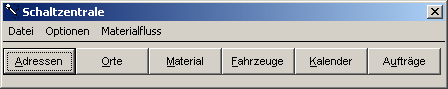 Schaltzentrale
Datei Optionen Materialfluss
Adressen Orte Material Fahrzeuge Kalender Aufträge